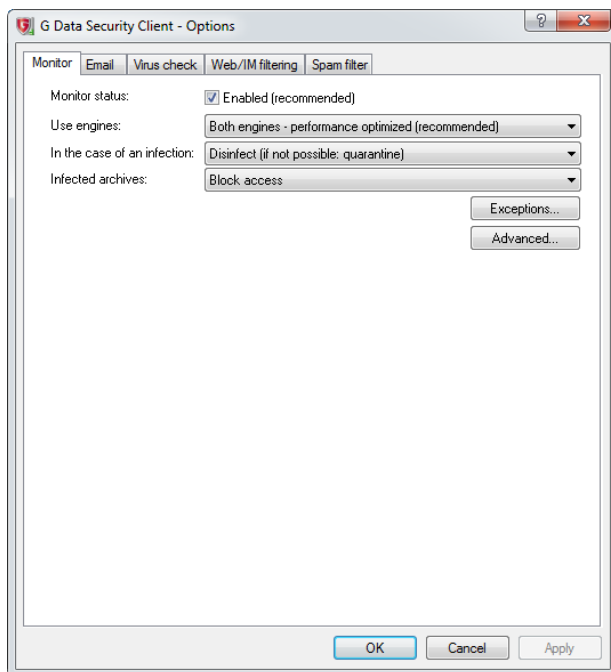 G Data Security Client - Options
Monitor Email Virus check Web/IM filtering Spam filter
Monitor status: Enabled (recommended)
Use engines: Both engines - performance optimized (recommended)
In the case of an infection: Disinfect (if not possible: quarantine)
Infected archives: Block access
Exceptions...
Advanced...
OK Cancel Apply